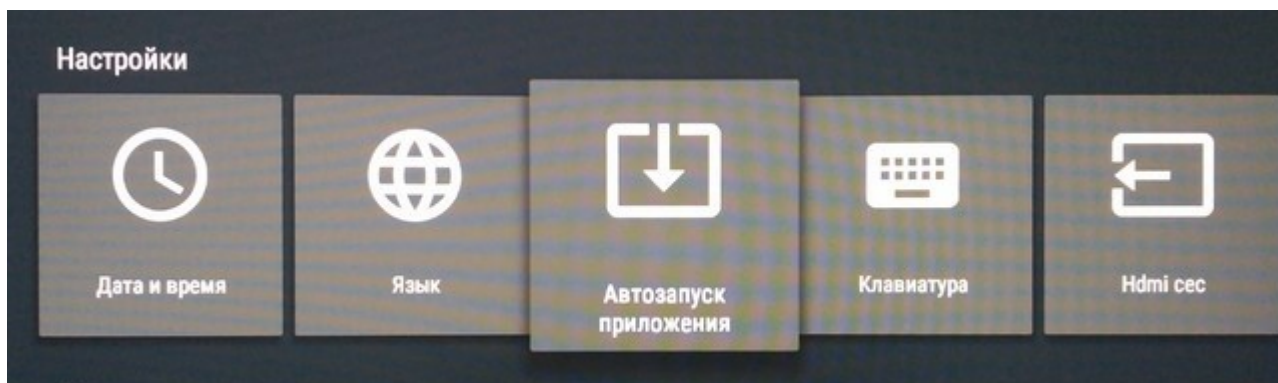 Настройки
Дата и время
Язык
Автозапуск
приложения
Клавиатура
Hdmi cec